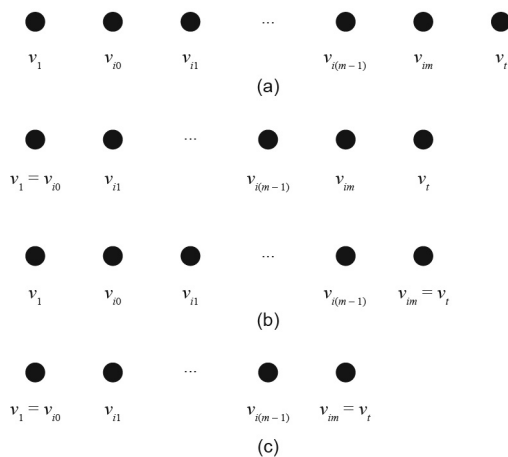 ...
v1 vi0 vi1 vi(m−1) vim vt
(a)
...
v1 = vi0 vi1 vi(m−1) vim vt
...
v1 vi0 vi1 vi(m−1) vim = vt
(b)
...
v1 = vi0 vi1 vi(m−1) vim = vt
(c)